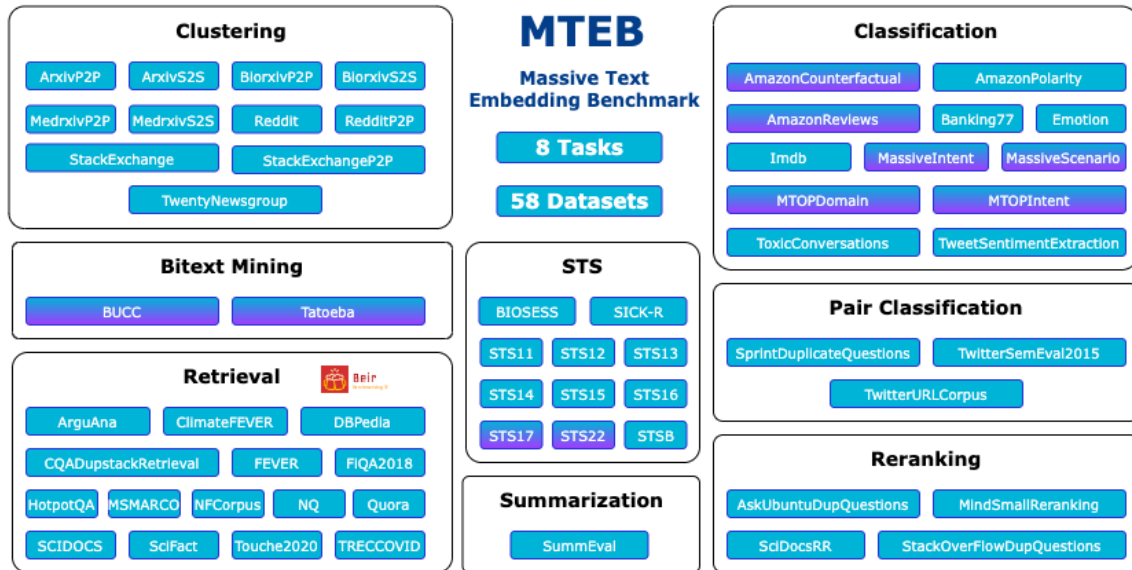 Clustering
ArxivP2P ArxivS2S BiorxivP2P BiorxivS2S
MedrxivP2P MedrxivS2S Reddit RedditP2P
StackExchange StackExchangeP2P
TwentyNewsgroup
MTEB
Massive Text
Embedding Benchmark
8 Tasks
58 Datasets
Classification
AmazonCounterfactual AmazonPolarity
AmazonReviews Banking77 Emotion
Imdb MassiveIntent MassiveScenario
MTOPDomain MTOPIntent
ToxicConversations TweetSentimentExtraction
Bitext Mining
BUCC Tatoeba
STS
BIOSESS SICK-R
STS11 STS12 STS13
STS14 STS15 STS16
STS17 STS22 STSB
Pair Classification
SprintDuplicateQuestions TwitterSemEval2015
TwitterURLCorpus
Retrieval Beir
ArguAna ClimateFEVER DBPedia
CQADupstackRetrieval FEVER FiQA2018
HotpotQA MSMARCO NFCorpus NQ Quora
SCIDOCS SciFact Touche2020 TRECCOVID
Summarization
SummEval
Reranking
AskUbuntuDupQuestions MindSmallReranking
SciDocsRR StackOverFlowDupQuestions